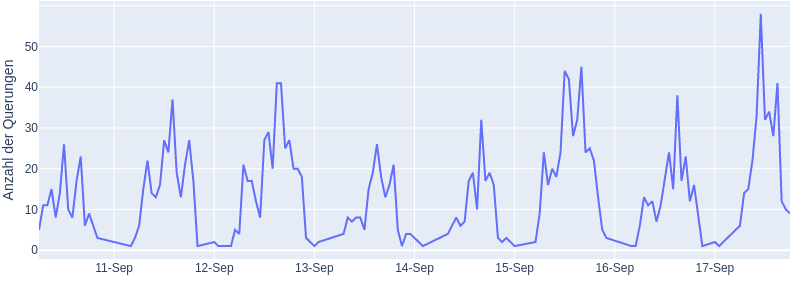 Anzahl der Querungen
50
40
30
20
10
0
11-Sep
12-Sep
13-Sep
14-Sep
15-Sep
16-Sep
17-Sep